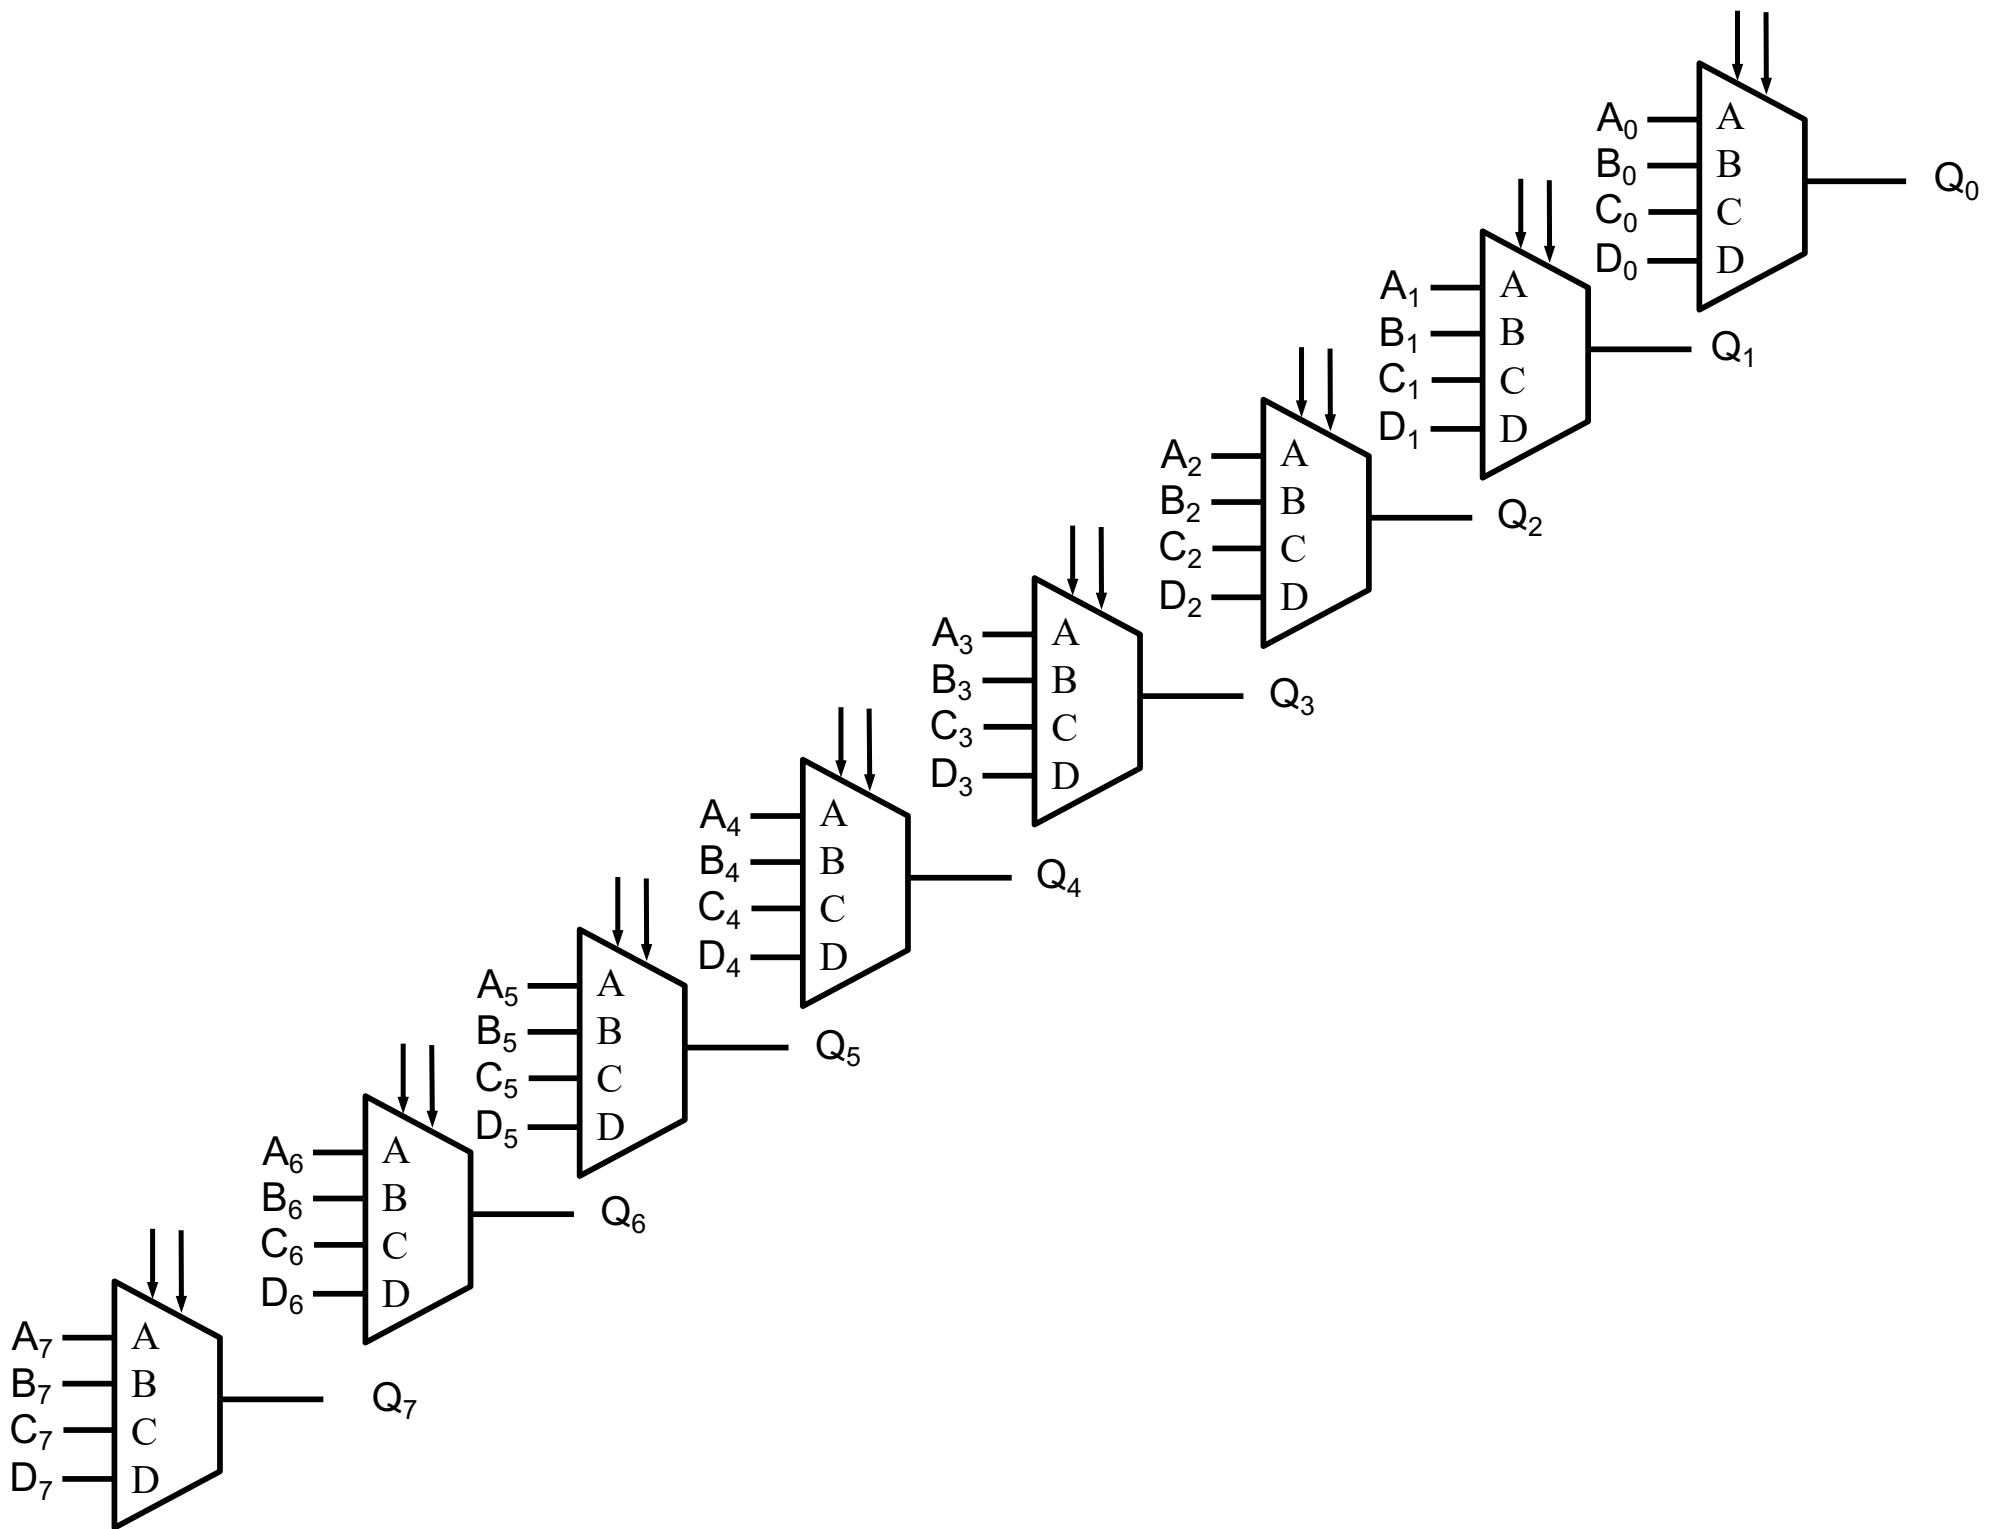 A0 A
B0 B Q0
C0 C
D0 D
A1 A
B1 B Q1
C1 C
D1 D
A2 A
B2 B Q2
C2 C
D2 D
A3 A
B3 B Q3
C3 C
D3 D
A4 A
B4 B Q4
C4 C
D4 D
A5 A
B5 B Q5
C5 C
D5 D
A6 A
B6 B Q6
C6 C
D6 D
A7 A
B7 B Q7
C7 C
D7 D